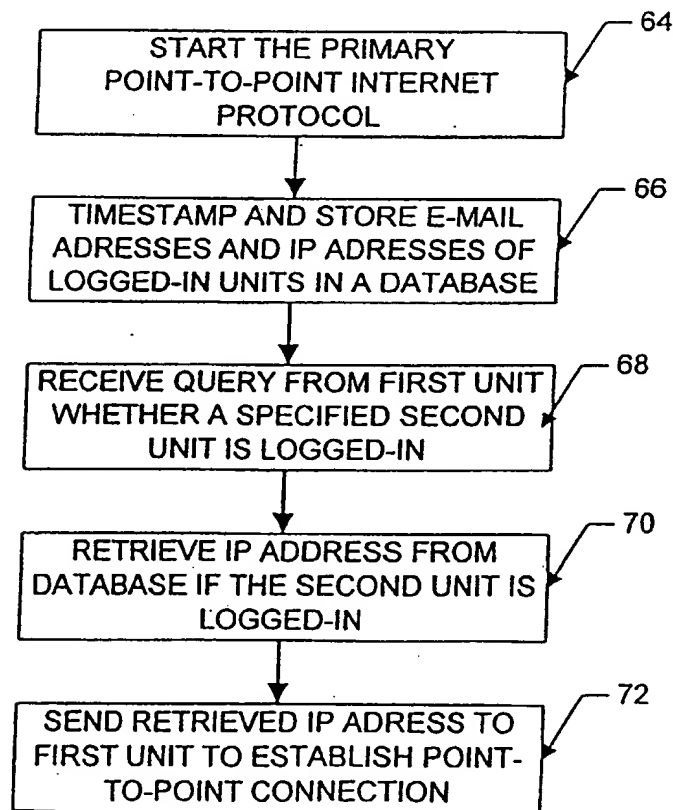 START THE PRIMARY
POINT-TO-POINT INTERNET
PROTOCOL
64
TIMESTAMP AND STORE E-MAIL
ADRESSES AND IP ADRESSES OF
LOGGED-IN UNITS IN A DATABASE
66
RECEIVE QUERY FROM FIRST UNIT
WHETHER A SPECIFIED SECOND
UNIT IS LOGGED-IN
68
RETRIEVE IP ADDRESS FROM
DATABASE IF THE SECOND UNIT IS
LOGGED-IN
70
SEND RETRIEVED IP ADRESS TO
FIRST UNIT TO ESTABLISH POINT-
TO-POINT CONNECTION
72